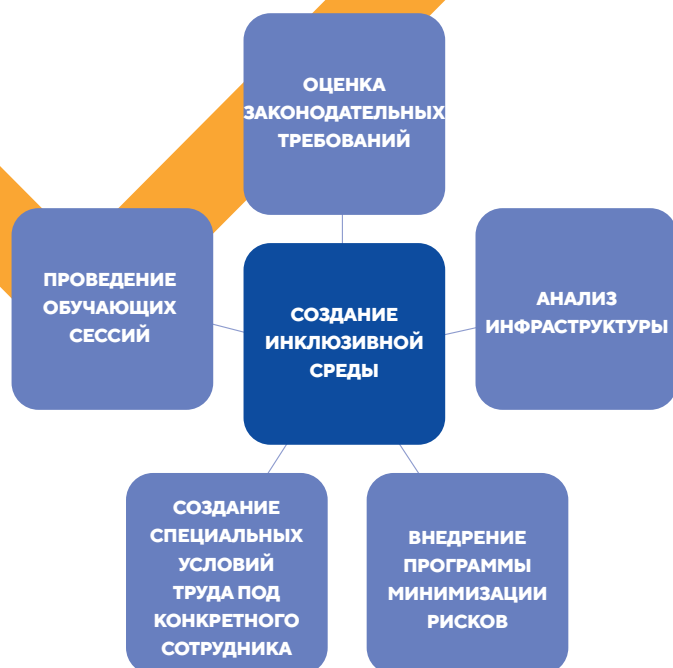 ОЦЕНКА
ЗАКОНОДАТЕЛЬНЫХ
ТРЕБОВАНИЙ
ПРОВЕДЕНИЕ
ОБУЧАЮЩИХ
СЕССИЙ
СОЗДАНИЕ
ИНКЛЮЗИВНОЙ
СРЕДЫ
АНАЛИЗ
ИНФРАСТРУКТУРЫ
СОЗДАНИЕ
СПЕЦИАЛЬНЫХ
УСЛОВИЙ
ТРУДА ПОД
КОНКРЕТНОГО
СОТРУДНИКА
ВНЕДРЕНИЕ
ПРОГРАММЫ
МИНИМИЗАЦИИ
РИСКОВ